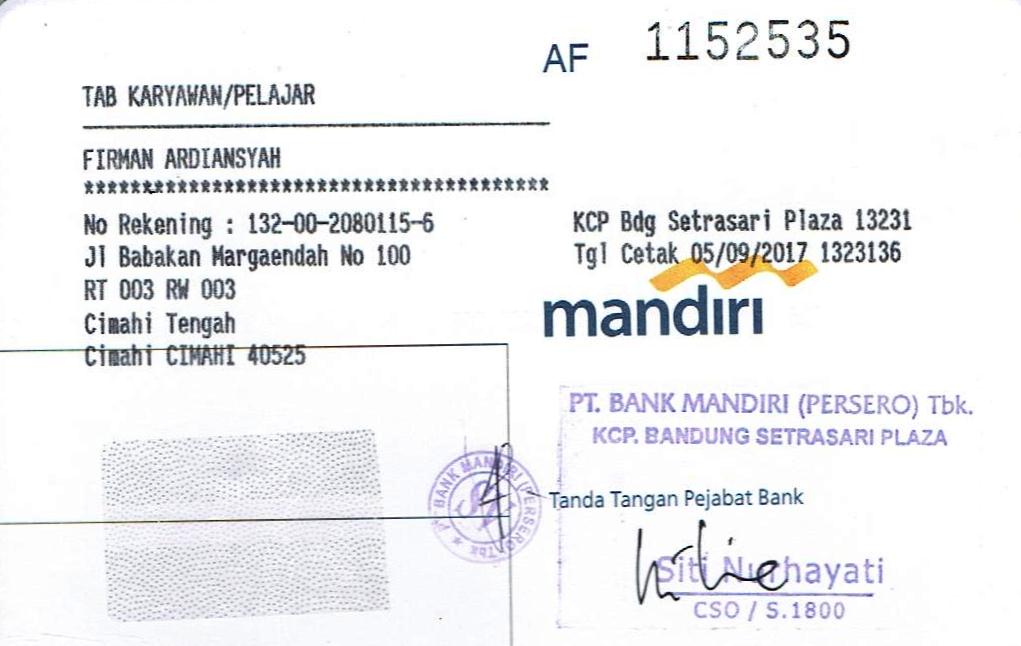 AF 1152535
TAB KARYAWAN/PELAJAR
FIRMAN ARDIANSYAH
****************************************
No Rekening : 132-00-2080115-6
Jl Babakan Margaendah No 100
RT 003 RW 003
Cimahi Tengah
Cimahi CIMAHI 40525
KCP Bdg Setrasari Plaza 13231
Tgl Cetak 05/09/2017 1323136
mandiri
PT. BANK MANDIRI (PERSERO) Tbk.
KCP. BANDUNG SETRASARI PLAZA
PT. BANK MANDIRI (PERSERO) Tbk *
Tanda Tangan Pejabat Bank
Siti Nurhayati
CSO / S.1800